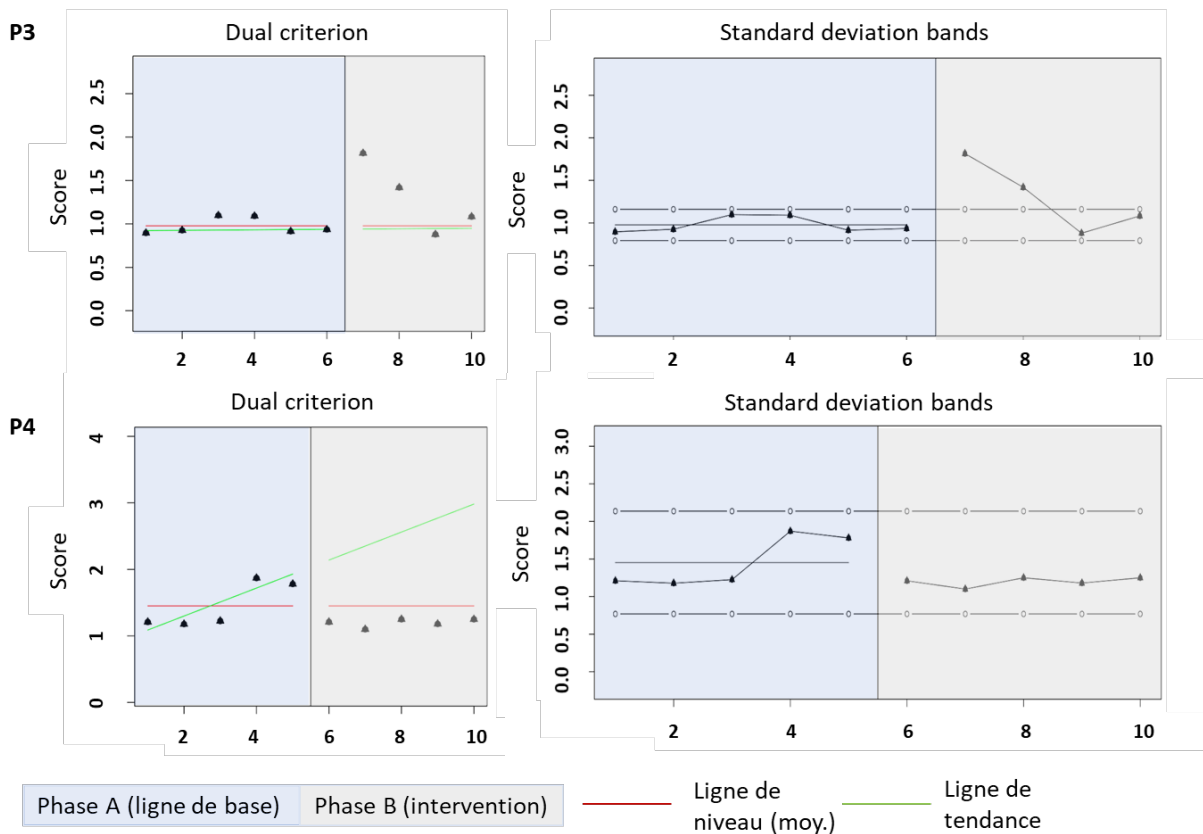 P3
Dual criterion
Standard deviation bands
Score
2.5
2.0
1.5
1.0
0.5
0.0
2 4 6 8 10
Score
2.5
2.0
1.5
1.0
0.5
0.0
2 4 6 8 10
P4
Dual criterion
Standard deviation bands
Score
4
3
2
1
0
2 4 6 8 10
Score
3.0
2.5
2.0
1.5
1.0
0.5
0.0
2 4 6 8 10
Phase A (ligne de base)
Phase B (intervention)
Ligne de
niveau (moy.)
Ligne de
tendance